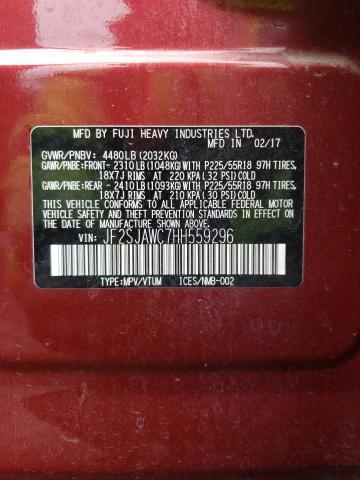 MFD BY FUJI HEAVY INDUSTRIES LTD.
IN 02/17
GVWR/PNBV: 4480LB (2032KG)
GAWR/PNBE:FRONT- 2310LB (1048KG)WITH P225/55R18 97H TIRES,
18X7J RIMS AT 220 KPA ( 32 PSI) COLD
GAWR/PNBE:REAR - 2410LB (1093KG)WITH P225/55R18 97H TIRES,
18X7J RIMS AT 210 KPA ( 30 PSI) COLD
THIS VEHICLE CONFORMS TO ALL APPLICABLE
FEDERAL MOTOR VEHICLE SAFETY STANDARDS IN EFFECT ON THE DATE OF
MANUFACTURE SHOWN ABOVE.
VIN: JF2SJAWC7HH559296
TYPE:MPV/VTUM ICES/NMB-002